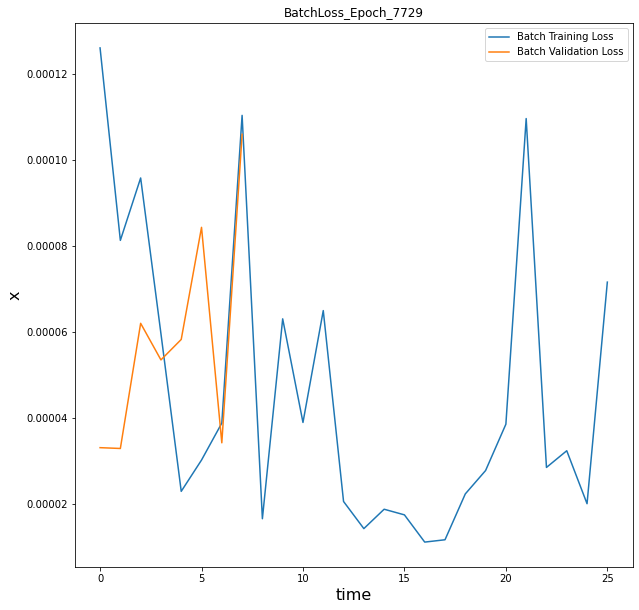 BatchLoss_Epoch_7729
Batch Training Loss
Batch Validation Loss
0.00012
0.00010
0.00008
0.00006
0.00004
0.00002
x
0 5 10 15 20 25
time